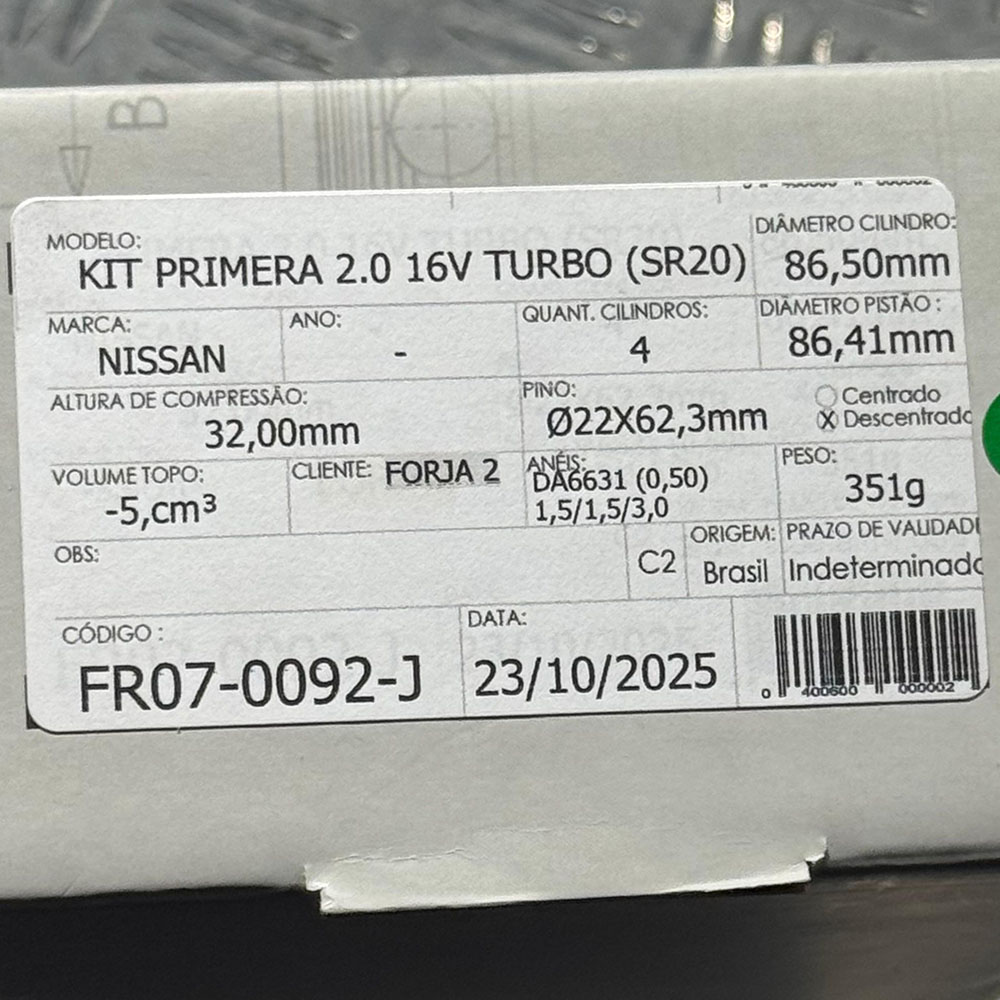 B
MODELO:
KIT PRIMERA 2.0 16V TURBO (SR20)
DIÂMETRO CILINDRO:
86,50mm
MARCA:
NISSAN
ANO:
-
QUANT. CILINDROS:
4
DIÂMETRO PISTÃO :
86,41mm
ALTURA DE COMPRESSÃO:
32,00mm
PINO:
Ø22X62,3mm
Centrado
X Descentrado
VOLUME TOPO:
-5,cm³
CLIENTE: FORJA 2
ANÉIS:
DA6631 (0,50)
1,5/1,5/3,0
PESO:
351g
OBS:
C2
ORIGEM:
Brasil
PRAZO DE VALIDADE
Indeterminado
CÓDIGO :
FR07-0092-J
DATA:
23/10/2025
0 400600 000002